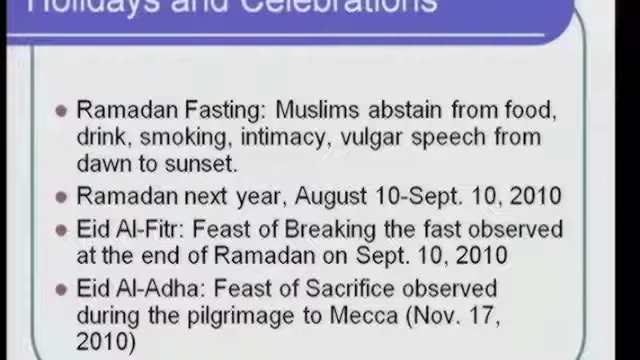 Holidays and Celebrations
Ramadan Fasting: Muslims abstain from food,
drink, smoking, intimacy, vulgar speech from
dawn to sunset.
Ramadan next year, August 10-Sept. 10, 2010
Eid Al-Fitr: Feast of Breaking the fast observed
at the end of Ramadan on Sept. 10, 2010
Eid Al-Adha: Feast of Sacrifice observed
during the pilgrimage to Mecca (Nov. 17,
2010)